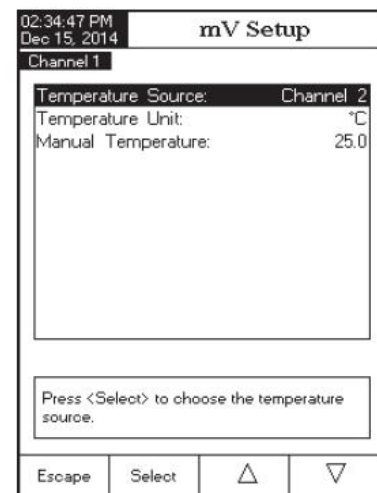 02:34:47 PM
Dec 15, 2014
mV Setup
Channel 1
Temperature Source: Channel 2
Temperature Unit: °C
Manual Temperature: 25.0
Press <Select> to choose the temperature
source.
Escape Select △ ▽